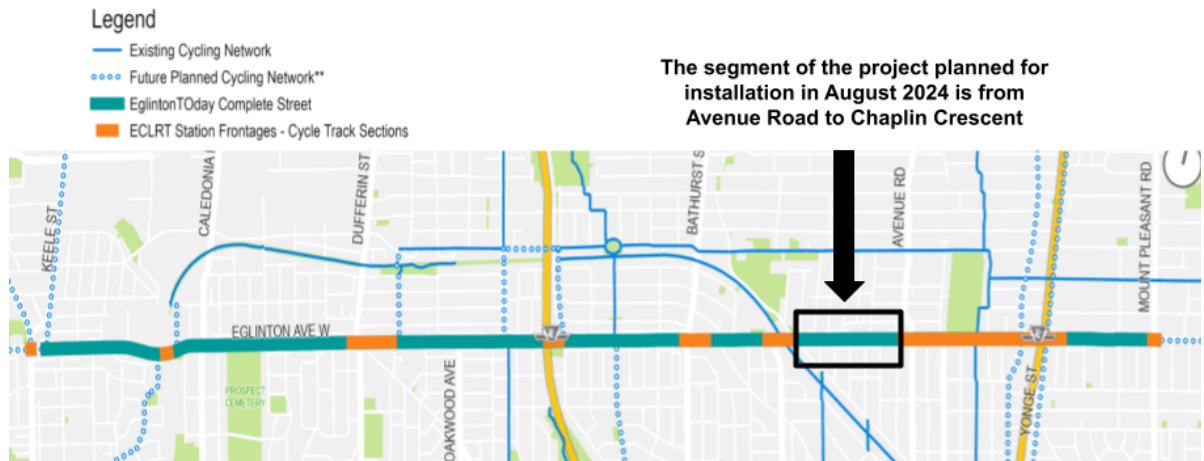 Legend
Existing Cycling Network
Future Planned Cycling Network**
EglintonTOday Complete Street
ECLRT Station Frontages - Cycle Track Sections
The segment of the project planned for
installation in August 2024 is from
Avenue Road to Chaplin Crescent
KEELE ST
CALEDONIA
DUFFERIN ST
BATHURST S
AVENUE RD
MOUNT PLEASANT RD
EGLINTON AVE W
PROSPECT
CEMETERY
OAKWOOD AVE
YONGE ST